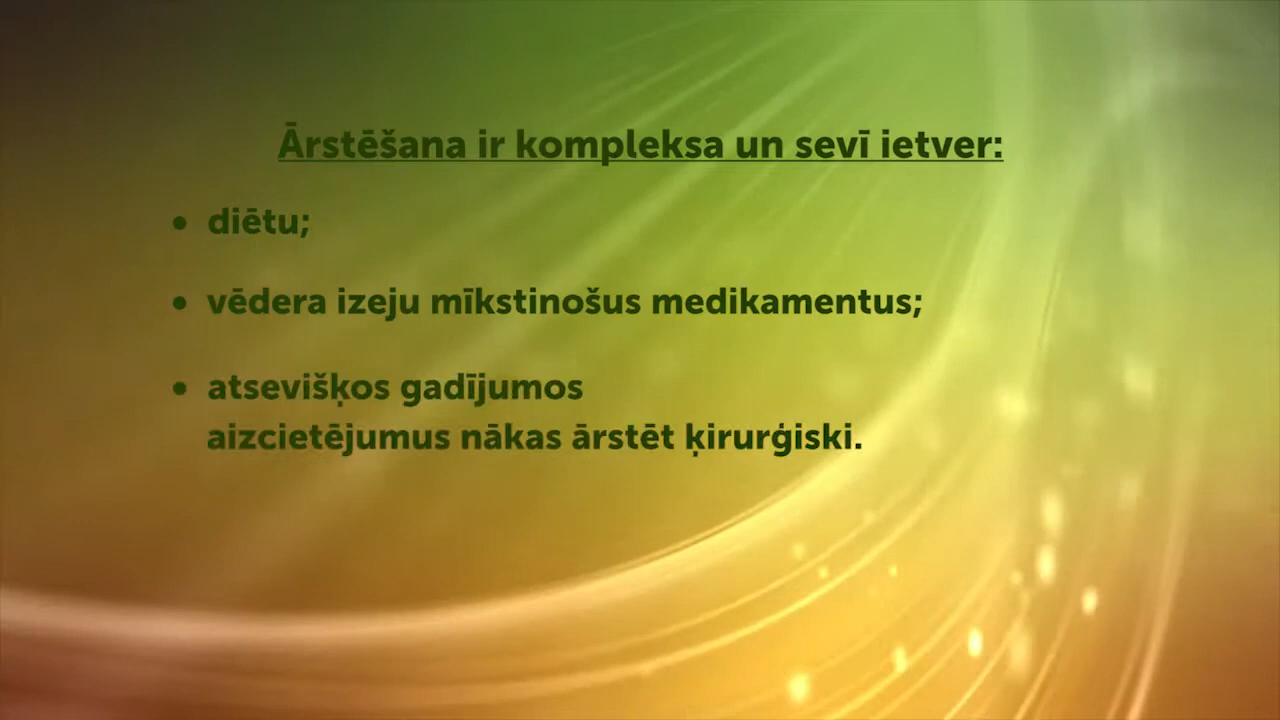 Ārstēšana ir kompleksa un sevī ietver:
• diētu;
• vēdera izeju mīkstinošus medikamentus;
• atsevišķos gadījumos
aizcietējumus nākas ārstēt ķirurģiski.